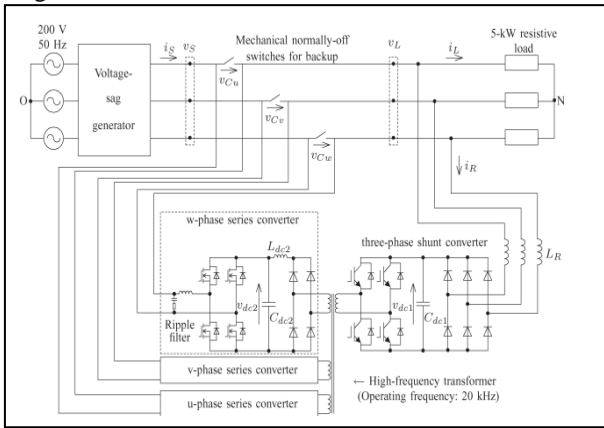 200 V
50 Hz
O
Voltage-
sag
generator
i_S
v_S
Mechanical normally-off
switches for backup
v_Cu
v_Cv
v_Cw
v_L
i_L
5-kW resistive
load
N
i_R
L_R
w-phase series converter
L_dc2
v_dc2
C_dc2
Ripple
filter
three-phase shunt converter
v_dc1
C_dc1
v-phase series converter
u-phase series converter
← High-frequency transformer
(Operating frequency: 20 kHz)